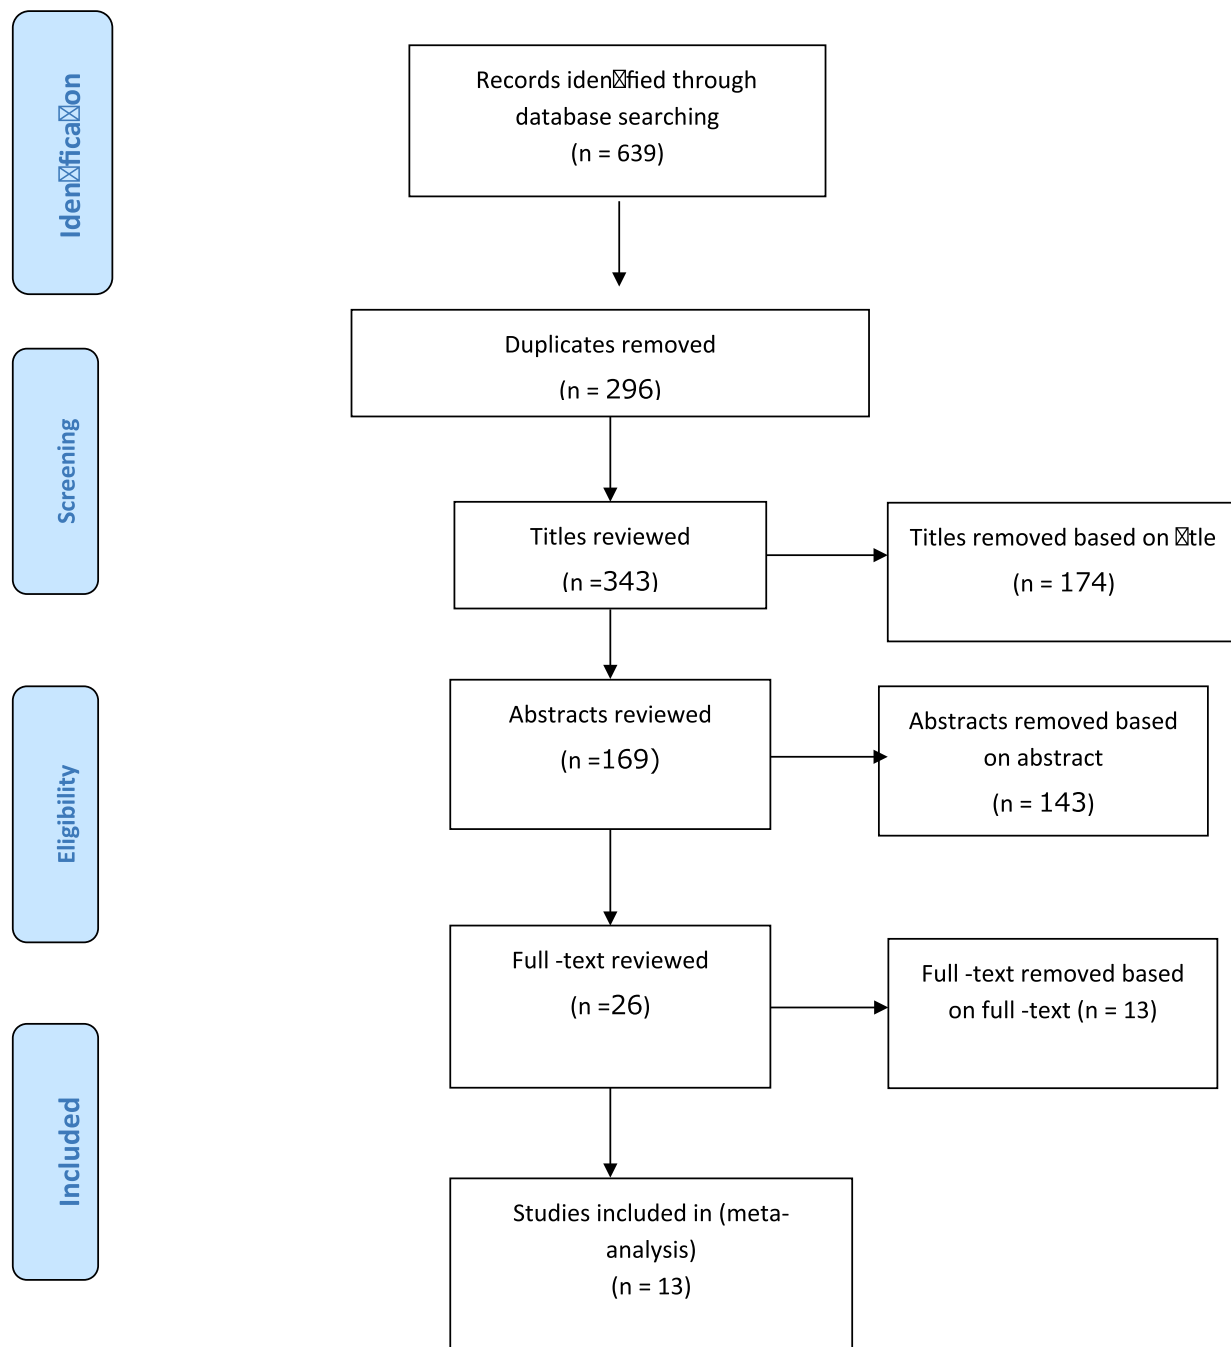 Iden☒fica☒on
Records iden☒fied through
database searching
(n = 639)
Screening
Duplicates removed
(n = 296)
Titles reviewed
(n =343)
Titles removed based on ☒tle
(n = 174)
Eligibility
Abstracts reviewed
(n =169)
Abstracts removed based
on abstract
(n = 143)
Full -text reviewed
(n =26)
Full -text removed based
on full -text (n = 13)
Included
Studies included in (meta-
analysis)
(n = 13)